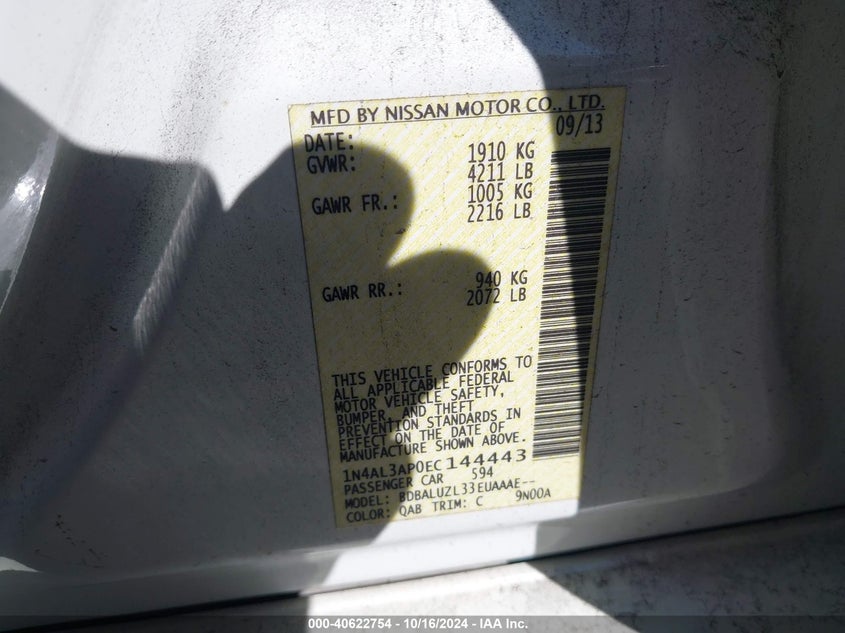 MFD BY NISSAN MOTOR CO., LTD.
DATE: 09/13
GVWR: 1910 KG
4211 LB
GAWR FR.: 1005 KG
2216 LB
GAWR RR.: 940 KG
2072 LB
THIS VEHICLE CONFORMS TO
ALL APPLICABLE FEDERAL
MOTOR VEHICLE SAFETY,
BUMPER, AND THEFT
PREVENTION STANDARDS IN
EFFECT ON THE DATE OF
MANUFACTURE SHOWN ABOVE.
1N4AL3AP0EC144443
PASSENGER CAR S94
MODEL: BDBALUZL33EUAAAE--
COLOR: QAB TRIM: C 9N00A
000-40622754 - 10/16/2024 - IAA Inc.